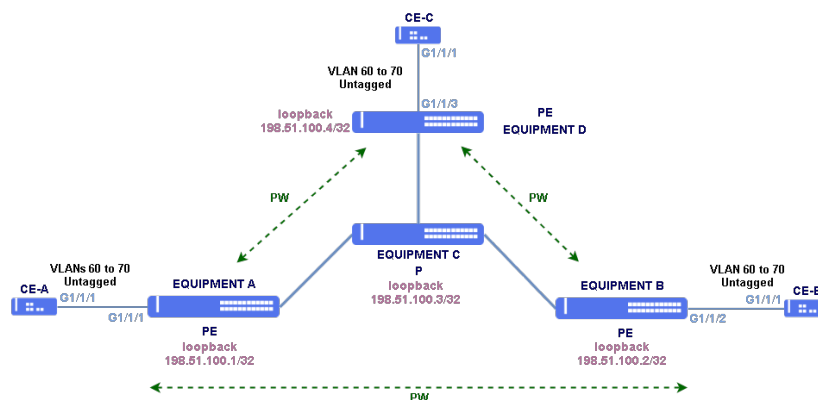 CE-C
G1/1/1
VLAN 60 to 70
Untagged
G1/1/3
loopback
198.51.100.4/32
PE
EQUIPMENT D
PW
PW
EQUIPMENT C
P
loopback
198.51.100.3/32
CE-A
VLANs 60 to 70
Untagged
G1/1/1
G1/1/1
EQUIPMENT A
PE
loopback
198.51.100.1/32
EQUIPMENT B
PE
loopback
198.51.100.2/32
VLAN 60 to 70
Untagged
G1/1/1
G1/1/2
PW